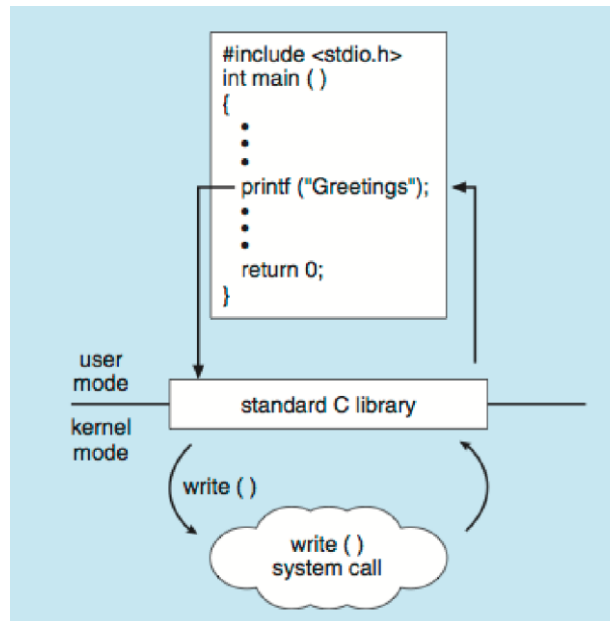 #include <stdio.h>
int main ( )
{
•
•
•
printf ("Greetings");
•
•
•
return 0;
}
user
mode
standard C library
kernel
mode
write ( )
write ( )
system call